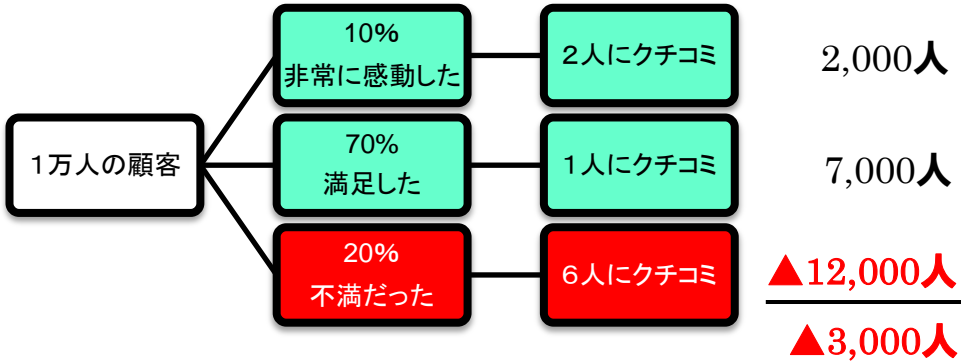 1万人の顧客
10%
非常に感動した
2人にクチコミ
2,000人
70%
満足した
1人にクチコミ
7,000人
20%
不満だった
6人にクチコミ
▲12,000人
▲3,000人